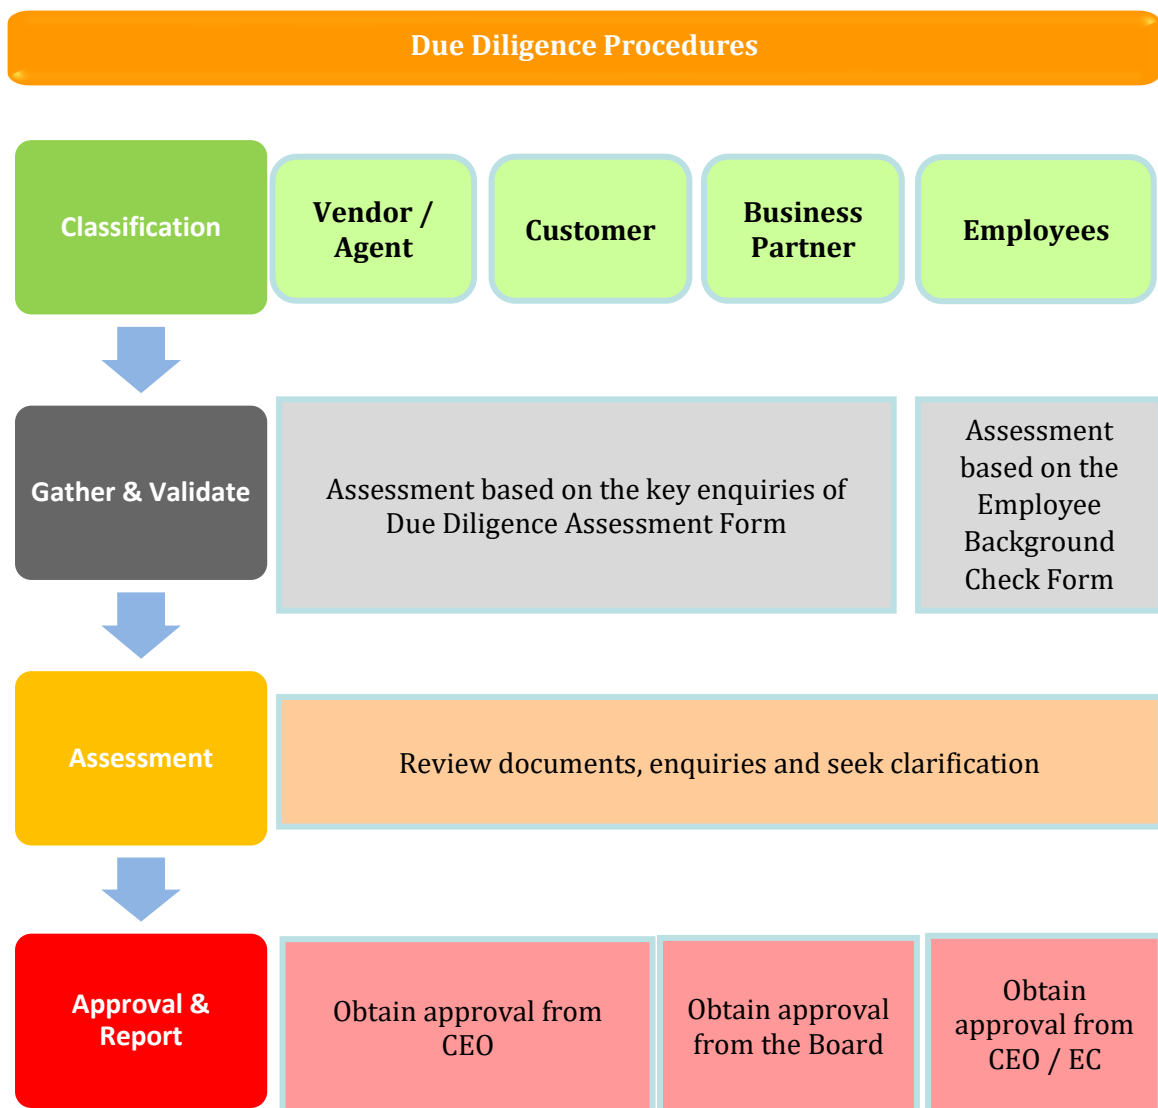 Due Diligence Procedures
Classification
Vendor /
Agent
Customer
Business
Partner
Employees
Gather & Validate
Assessment based on the key enquiries of
Due Diligence Assessment Form
Assessment
based on the
Employee
Background
Check Form
Assessment
Review documents, enquiries and seek clarification
Approval &
Report
Obtain approval from
CEO
Obtain approval
from the Board
Obtain
approval from
CEO / EC